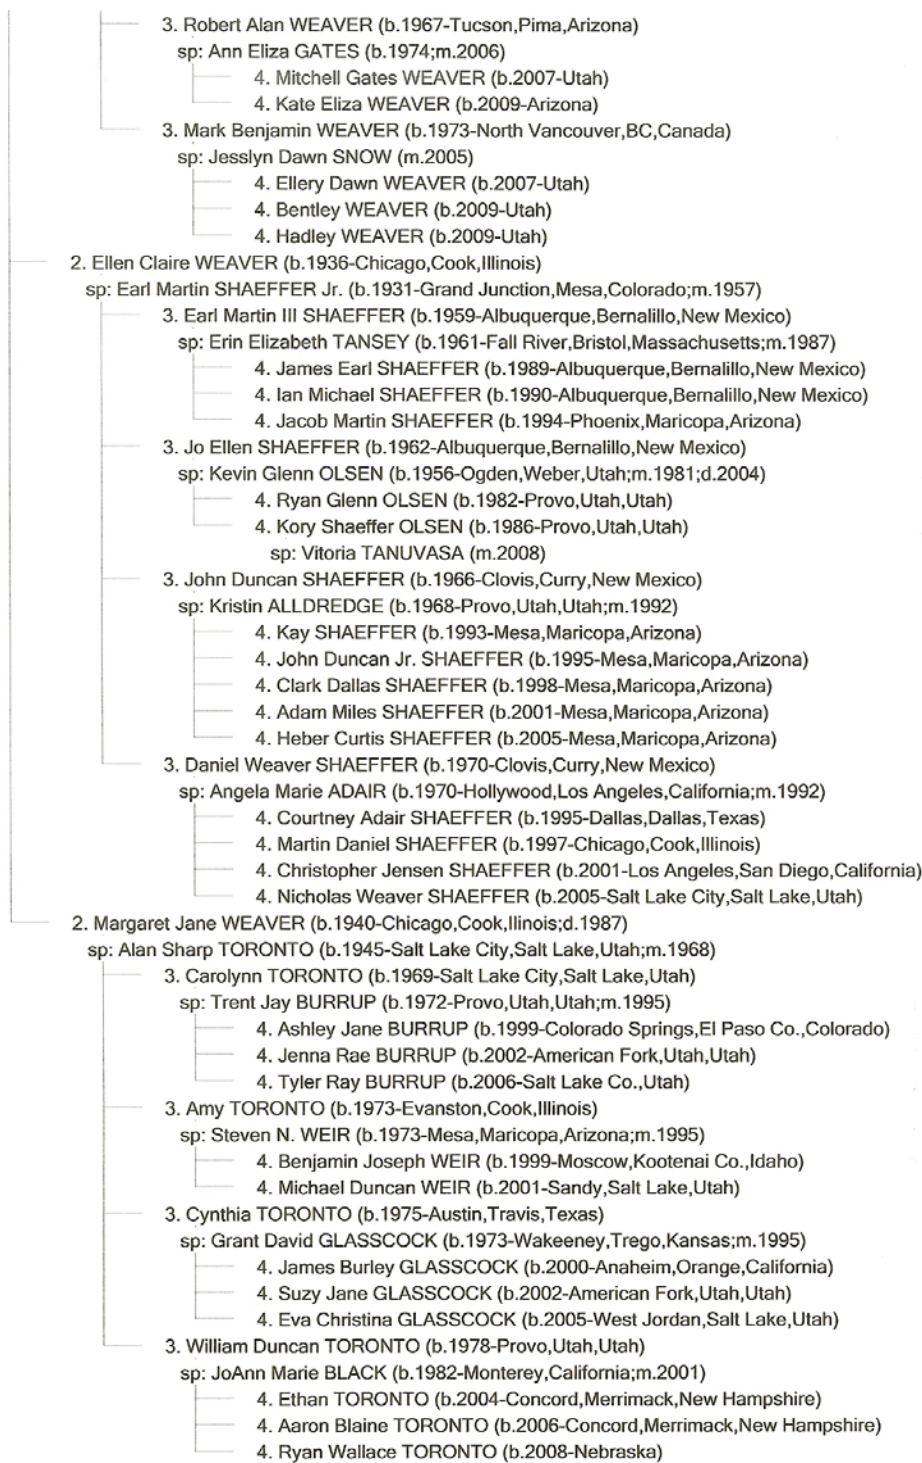 3. Robert Alan WEAVER (b.1967-Tucson,Pima,Arizona)
sp: Ann Eliza GATES (b.1974;m.2006)
4. Mitchell Gates WEAVER (b.2007-Utah)
4. Kate Eliza WEAVER (b.2009-Arizona)
3. Mark Benjamin WEAVER (b.1973-North Vancouver,BC,Canada)
sp: Jesslyn Dawn SNOW (m.2005)
4. Ellery Dawn WEAVER (b.2007-Utah)
4. Bentley WEAVER (b.2009-Utah)
4. Hadley WEAVER (b.2009-Utah)
2. Ellen Claire WEAVER (b.1936-Chicago,Cook,Illinois)
sp: Earl Martin SHAEFFER Jr. (b.1931-Grand Junction,Mesa,Colorado;m.1957)
3. Earl Martin III SHAEFFER (b.1959-Albuquerque,Bernalillo,New Mexico)
sp: Erin Elizabeth TANSEY (b.1961-Fall River,Bristol,Massachusetts;m.1987)
4. James Earl SHAEFFER (b.1989-Albuquerque,Bernalillo,New Mexico)
4. Ian Michael SHAEFFER (b.1990-Albuquerque,Bernalillo,New Mexico)
4. Jacob Martin SHAEFFER (b.1994-Phoenix,Maricopa,Arizona)
3. Jo Ellen SHAEFFER (b.1962-Albuquerque,Bernalillo,New Mexico)
sp: Kevin Glenn OLSEN (b.1956-Ogden,Weber,Utah;m.1981;d.2004)
4. Ryan Glenn OLSEN (b.1982-Provo,Utah,Utah)
4. Kory Shaeffer OLSEN (b.1986-Provo,Utah,Utah)
sp: Vitoria TANUVASA (m.2008)
3. John Duncan SHAEFFER (b.1966-Clovis,Curry,New Mexico)
sp: Kristin ALLDREDGE (b.1968-Provo,Utah,Utah;m.1992)
4. Kay SHAEFFER (b.1993-Mesa,Maricopa,Arizona)
4. John Duncan Jr. SHAEFFER (b.1995-Mesa,Maricopa,Arizona)
4. Clark Dallas SHAEFFER (b.1998-Mesa,Maricopa,Arizona)
4. Adam Miles SHAEFFER (b.2001-Mesa,Maricopa,Arizona)
4. Heber Curtis SHAEFFER (b.2005-Mesa,Maricopa,Arizona)
3. Daniel Weaver SHAEFFER (b.1970-Clovis,Curry,New Mexico)
sp: Angela Marie ADAIR (b.1970-Hollywood,Los Angeles,California;m.1992)
4. Courtney Adair SHAEFFER (b.1995-Dallas,Dallas,Texas)
4. Martin Daniel SHAEFFER (b.1997-Chicago,Cook,Illinois)
4. Christopher Jensen SHAEFFER (b.2001-Los Angeles,San Diego,California)
4. Nicholas Weaver SHAEFFER (b.2005-Salt Lake City,Salt Lake,Utah)
2. Margaret Jane WEAVER (b.1940-Chicago,Cook,Ilinois;d.1987)
sp: Alan Sharp TORONTO (b.1945-Salt Lake City,Salt Lake,Utah;m.1968)
3. Carolynn TORONTO (b.1969-Salt Lake City,Salt Lake,Utah)
sp: Trent Jay BURRUP (b.1972-Provo,Utah,Utah;m.1995)
4. Ashley Jane BURRUP (b.1999-Colorado Springs,El Paso Co.,Colorado)
4. Jenna Rae BURRUP (b.2002-American Fork,Utah,Utah)
4. Tyler Ray BURRUP (b.2006-Salt Lake Co.,Utah)
3. Amy TORONTO (b.1973-Evanston,Cook,Illinois)
sp: Steven N. WEIR (b.1973-Mesa,Maricopa,Arizona;m.1995)
4. Benjamin Joseph WEIR (b.1999-Moscow,Kootenai Co.,Idaho)
4. Michael Duncan WEIR (b.2001-Sandy,Salt Lake,Utah)
3. Cynthia TORONTO (b.1975-Austin,Travis,Texas)
sp: Grant David GLASSCOCK (b.1973-Wakeeney,Trego,Kansas;m.1995)
4. James Burley GLASSCOCK (b.2000-Anaheim,Orange,California)
4. Suzy Jane GLASSCOCK (b.2002-American Fork,Utah,Utah)
4. Eva Christina GLASSCOCK (b.2005-West Jordan,Salt Lake,Utah)
3. William Duncan TORONTO (b.1978-Provo,Utah,Utah)
sp: JoAnn Marie BLACK (b.1982-Monterey,California;m.2001)
4. Ethan TORONTO (b.2004-Concord,Merrimack,New Hampshire)
4. Aaron Blaine TORONTO (b.2006-Concord,Merrimack,New Hampshire)
4. Ryan Wallace TORONTO (b.2008-Nebraska)